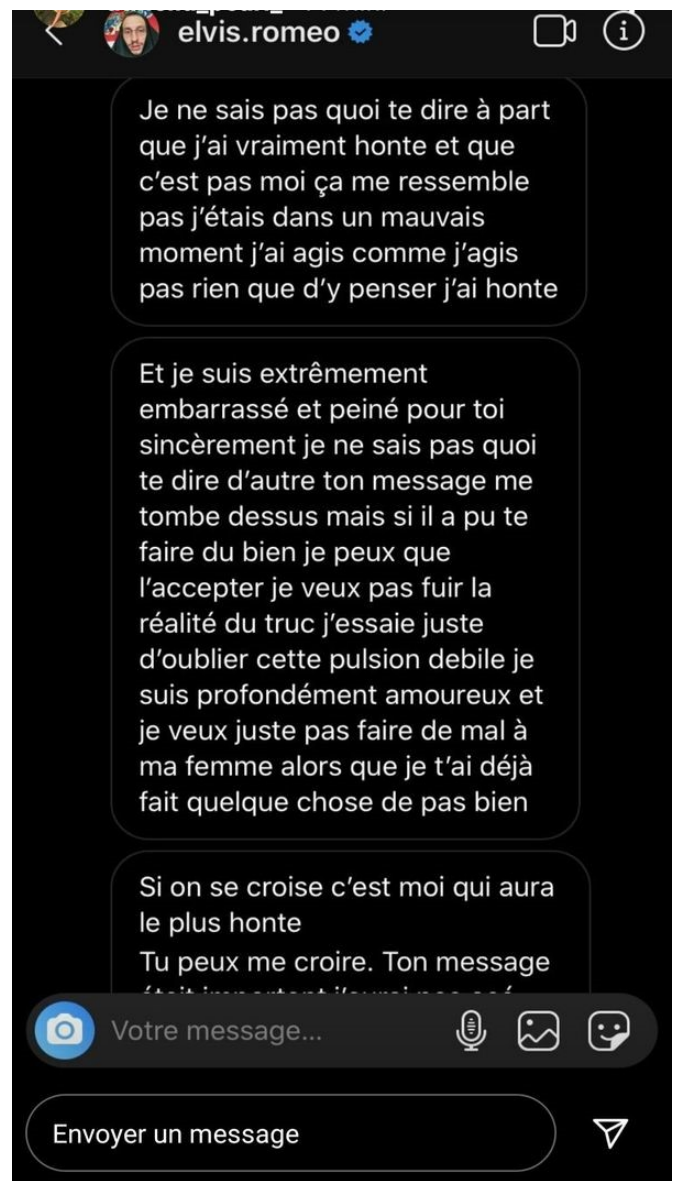 elvis.romeo
Je ne sais pas quoi te dire à part
que j’ai vraiment honte et que
c’est pas moi ça me ressemble
pas j’étais dans un mauvais
moment j’ai agis comme j’agis
pas rien que d’y penser j’ai honte
Et je suis extrêmement
embarrassé et peiné pour toi
sincèrement je ne sais pas quoi
te dire d’autre ton message me
tombe dessus mais si il a pu te
faire du bien je peux que
l’accepter je veux pas fuir la
réalité du truc j’essaie juste
d’oublier cette pulsion debile je
suis profondément amoureux et
je veux juste pas faire de mal à
ma femme alors que je t’ai déjà
fait quelque chose de pas bien
Si on se croise c’est moi qui aura
le plus honte
Tu peux me croire. Ton message
Votre message...
Envoyer un message